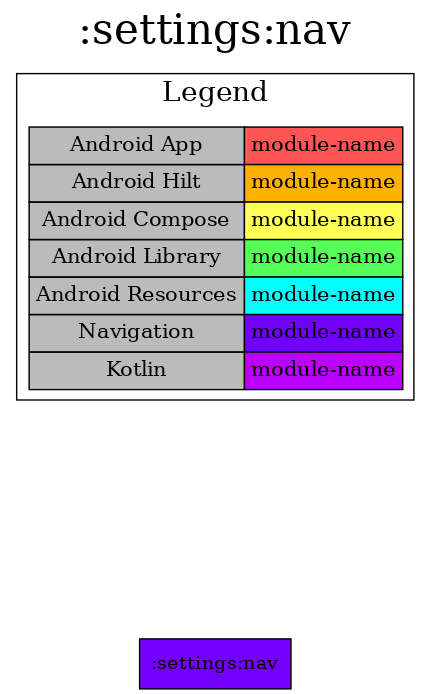 :settings:nav
Legend
Android App module-name
Android Hilt module-name
Android Compose module-name
Android Library module-name
Android Resources module-name
Navigation module-name
Kotlin module-name
:settings:nav